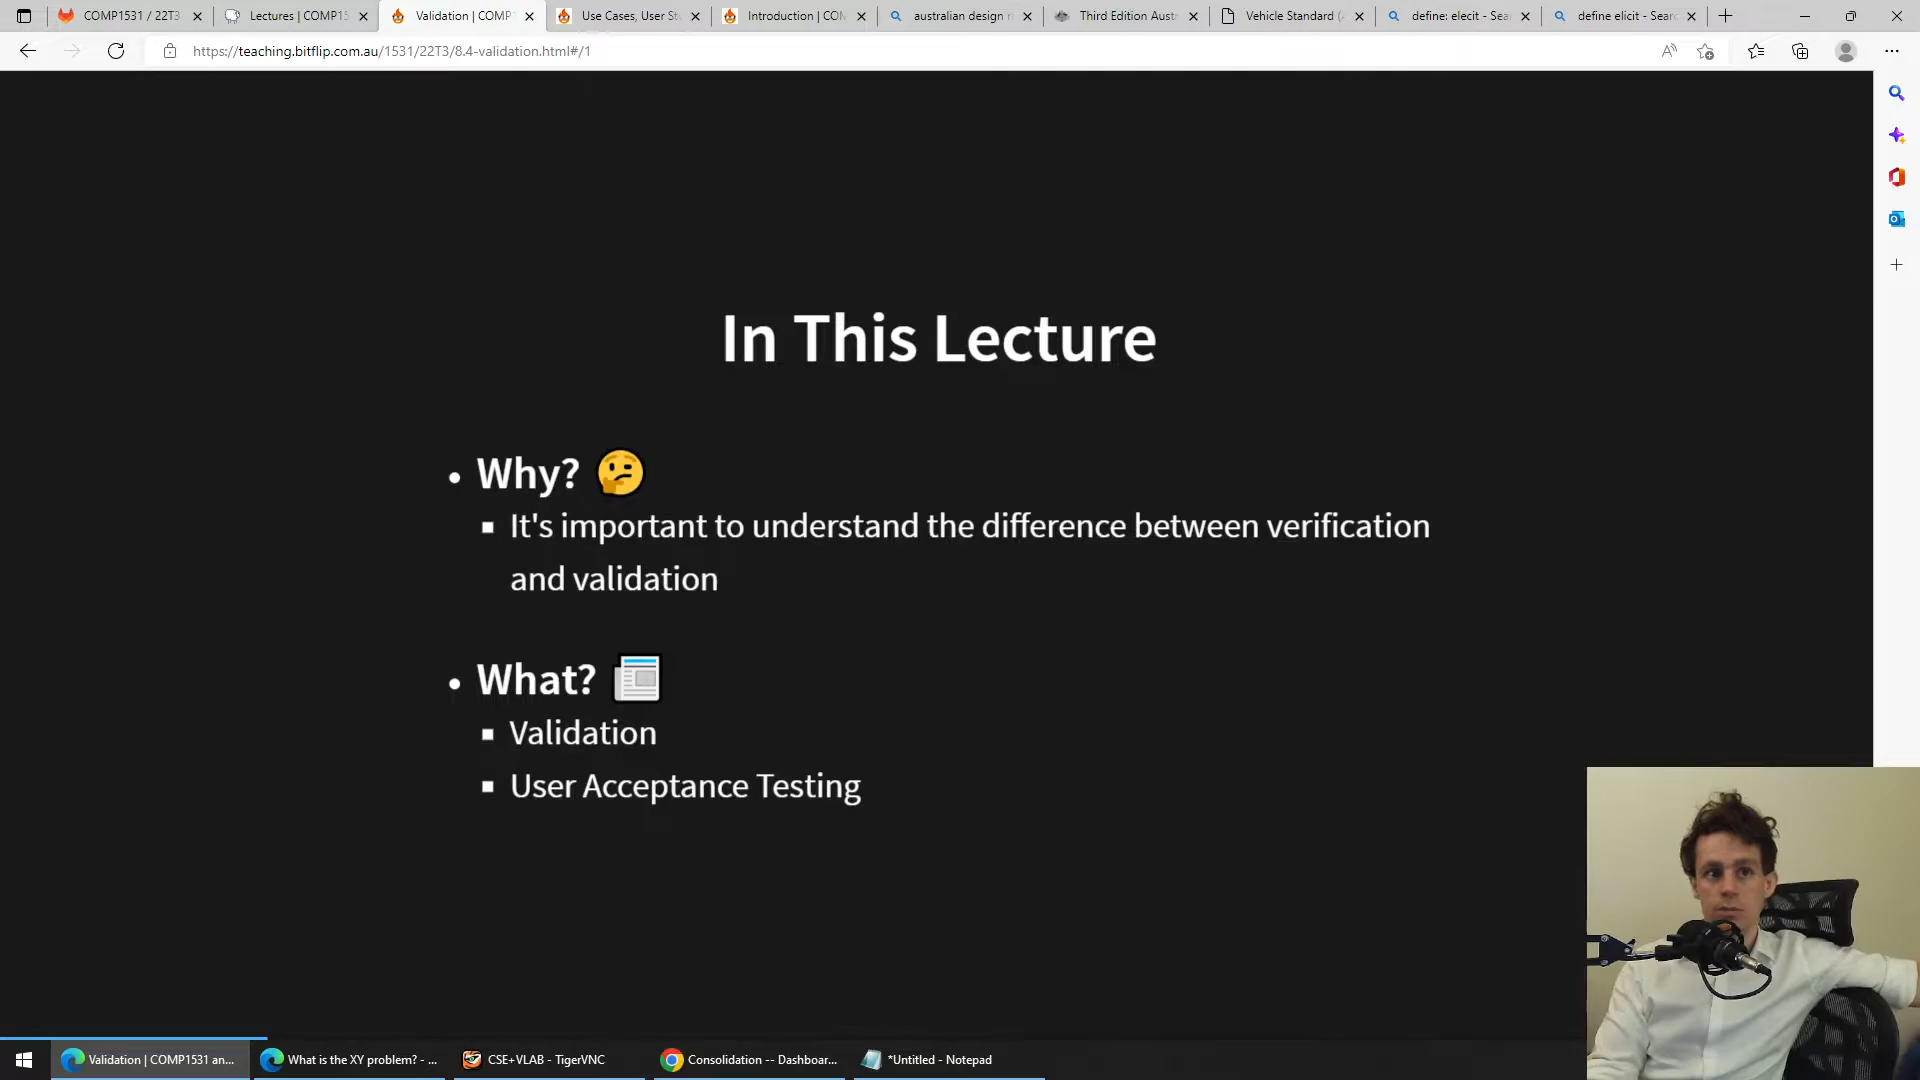 COMP1531 / 22T3
Lectures | COMP15
Validation | COMP
Use Cases, User St
Introduction | CO
australian design r
Third Edition Aust
Vehicle Standard (
define: elecit - Sea
define elicit - Searc
https://teaching.bitflip.com.au/1531/22T3/8.4-validation.html#/1
In This Lecture
• Why? 🤔
▪ It's important to understand the difference between verification
and validation
• What? 📰
▪ Validation
▪ User Acceptance Testing
Validation | COMP1531 an...
What is the XY problem? - ...
CSE+VLAB - TigerVNC
Consolidation -- Dashboar...
*Untitled - Notepad